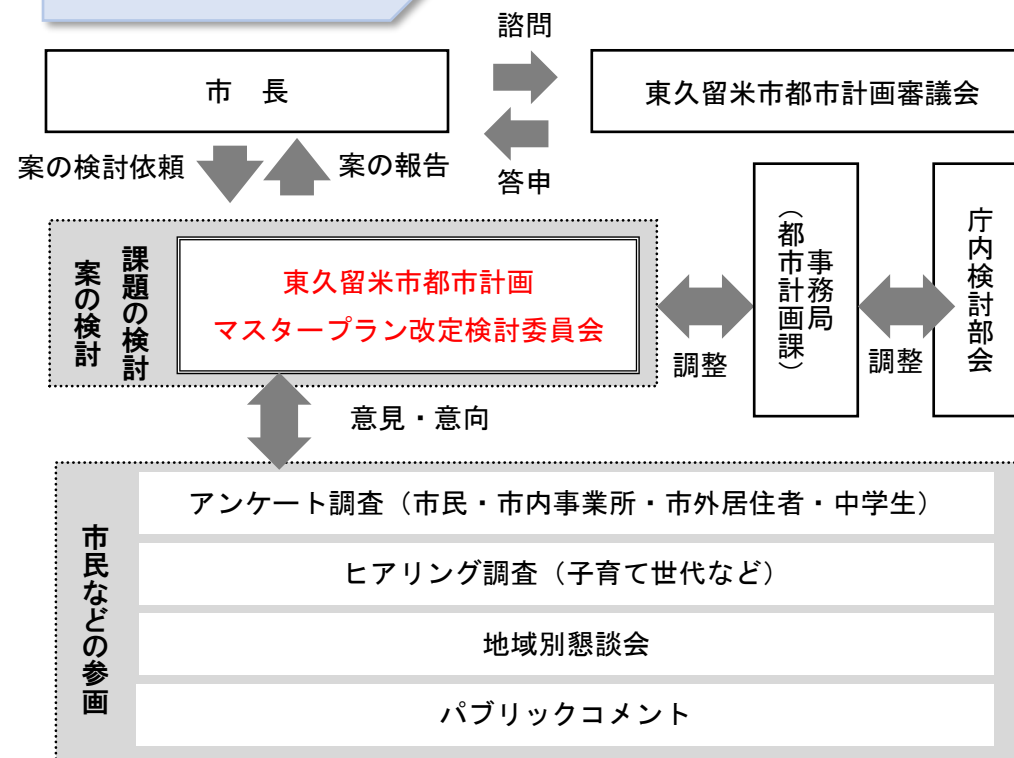 諮問
市　長
東久留米市都市計画審議会
案の検討依頼
案の報告
答申
課題の検討
案の検討
東久留米市都市計画
マスタープラン改定検討委員会
調整
事務局
（都市計画課）
調整
庁内検討部会
意見・意向
市民などの参画
アンケート調査（市民・市内事業所・市外居住者・中学生）
ヒアリング調査（子育て世代など）
地域別懇談会
パブリックコメント